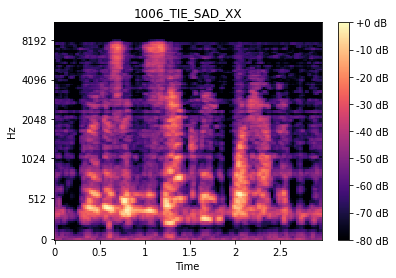 1006_TIE_SAD_XX
8192
4096
2048
1024
512
0
Hz
0
0.5
1
1.5
2
2.5
Time
+0 dB
-10 dB
-20 dB
-30 dB
-40 dB
-50 dB
-60 dB
-70 dB
-80 dB